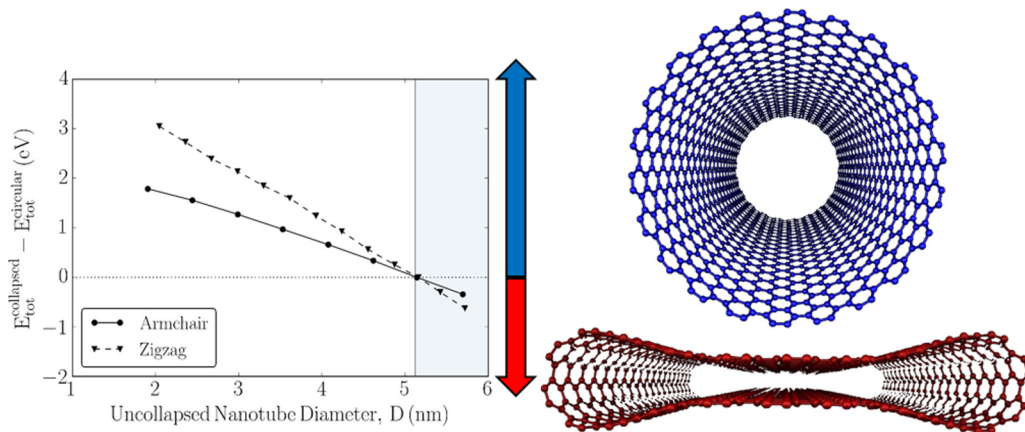 E_tot^collapsed − E_tot^circular (eV)
4
3
2
1
0
−1
−2
Armchair
Zigzag
1 2 3 4 5 6
Uncollapsed Nanotube Diameter, D (nm)